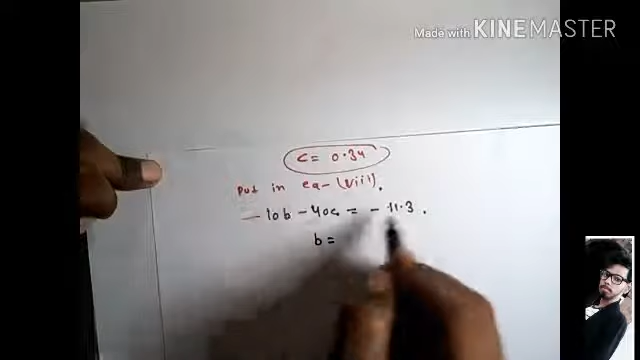 Made with KINEMASTER
c = 0.34
Put in eq-(viii).
- 10b - 40c = - 11.3 .
b =